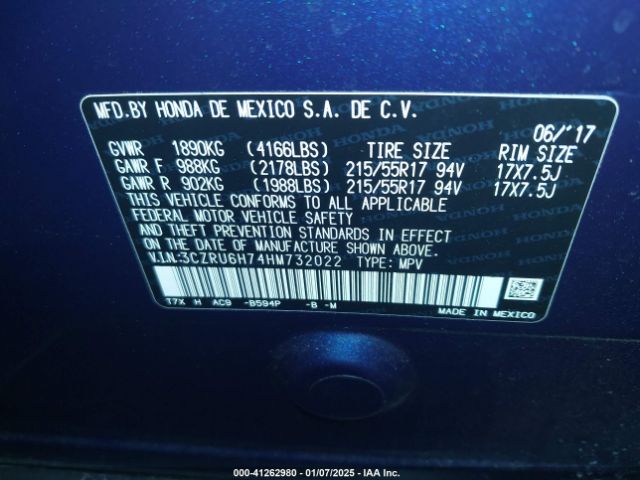 MFD.BY HONDA DE MEXICO S.A. DE C.V.
06/'17
GVWR 1890KG (4166LBS) TIRE SIZE RIM SIZE
GAWR F 988KG (2178LBS) 215/55R17 94V 17X7.5J
GAWR R 902KG (1988LBS) 215/55R17 94V 17X7.5J
THIS VEHICLE CONFORMS TO ALL APPLICABLE
FEDERAL MOTOR VEHICLE SAFETY
AND THEFT PREVENTION STANDARDS IN EFFECT
ON THE DATE OF MANUFACTURE SHOWN ABOVE.
V.I.N.:3CZRU6H74HM732022 TYPE: MPV
T7X H AC9 -B594P -B -M
MADE IN MEXICO
000-41262980 - 01/07/2025 - IAA Holdings, LLC.